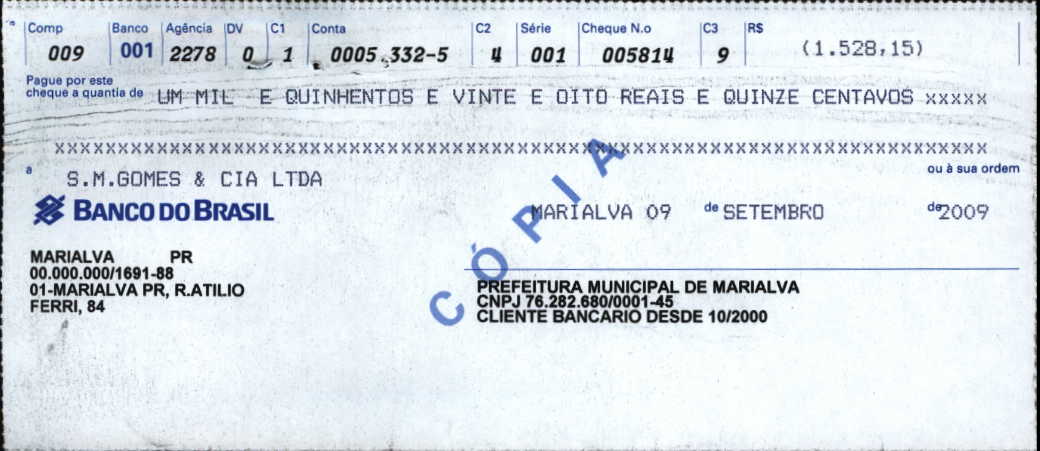 Comp Banco Agência DV C1 Conta C2 Série Cheque N.o C3 R$
009 001 2278 0 1 0005.332-5 4 001 005814 9 (1.528,15)
Pague por este
cheque a quantia de UM MIL E QUINHENTOS E VINTE E OITO REAIS E QUINZE CENTAVOS xxxxx
xxxxxxxxxxxxxxxxxxxxxxxxxxxxxxxxxxxxxxxxxxxxxxxxxxxxxxxxxxxxxxxxxxxxxxxxxxxxx
a S.M.GOMES & CIA LTDA ou à sua ordem
BANCO DO BRASIL
MARIALVA 09 de SETEMBRO de 2009
CÓPIA
MARIALVA PR
00.000.000/1691-88
01-MARIALVA PR, R.ATILIO
FERRI, 84
PREFEITURA MUNICIPAL DE MARIALVA
CNPJ 76.282.680/0001-45
CLIENTE BANCARIO DESDE 10/2000